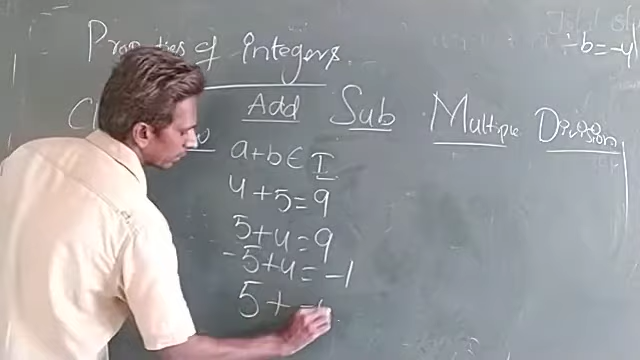 Properties of Integers.
Add Sub Multiple Division
a+b∈ I
4+5=9
5+4=9
-5+4=-1
5+
-b=-4